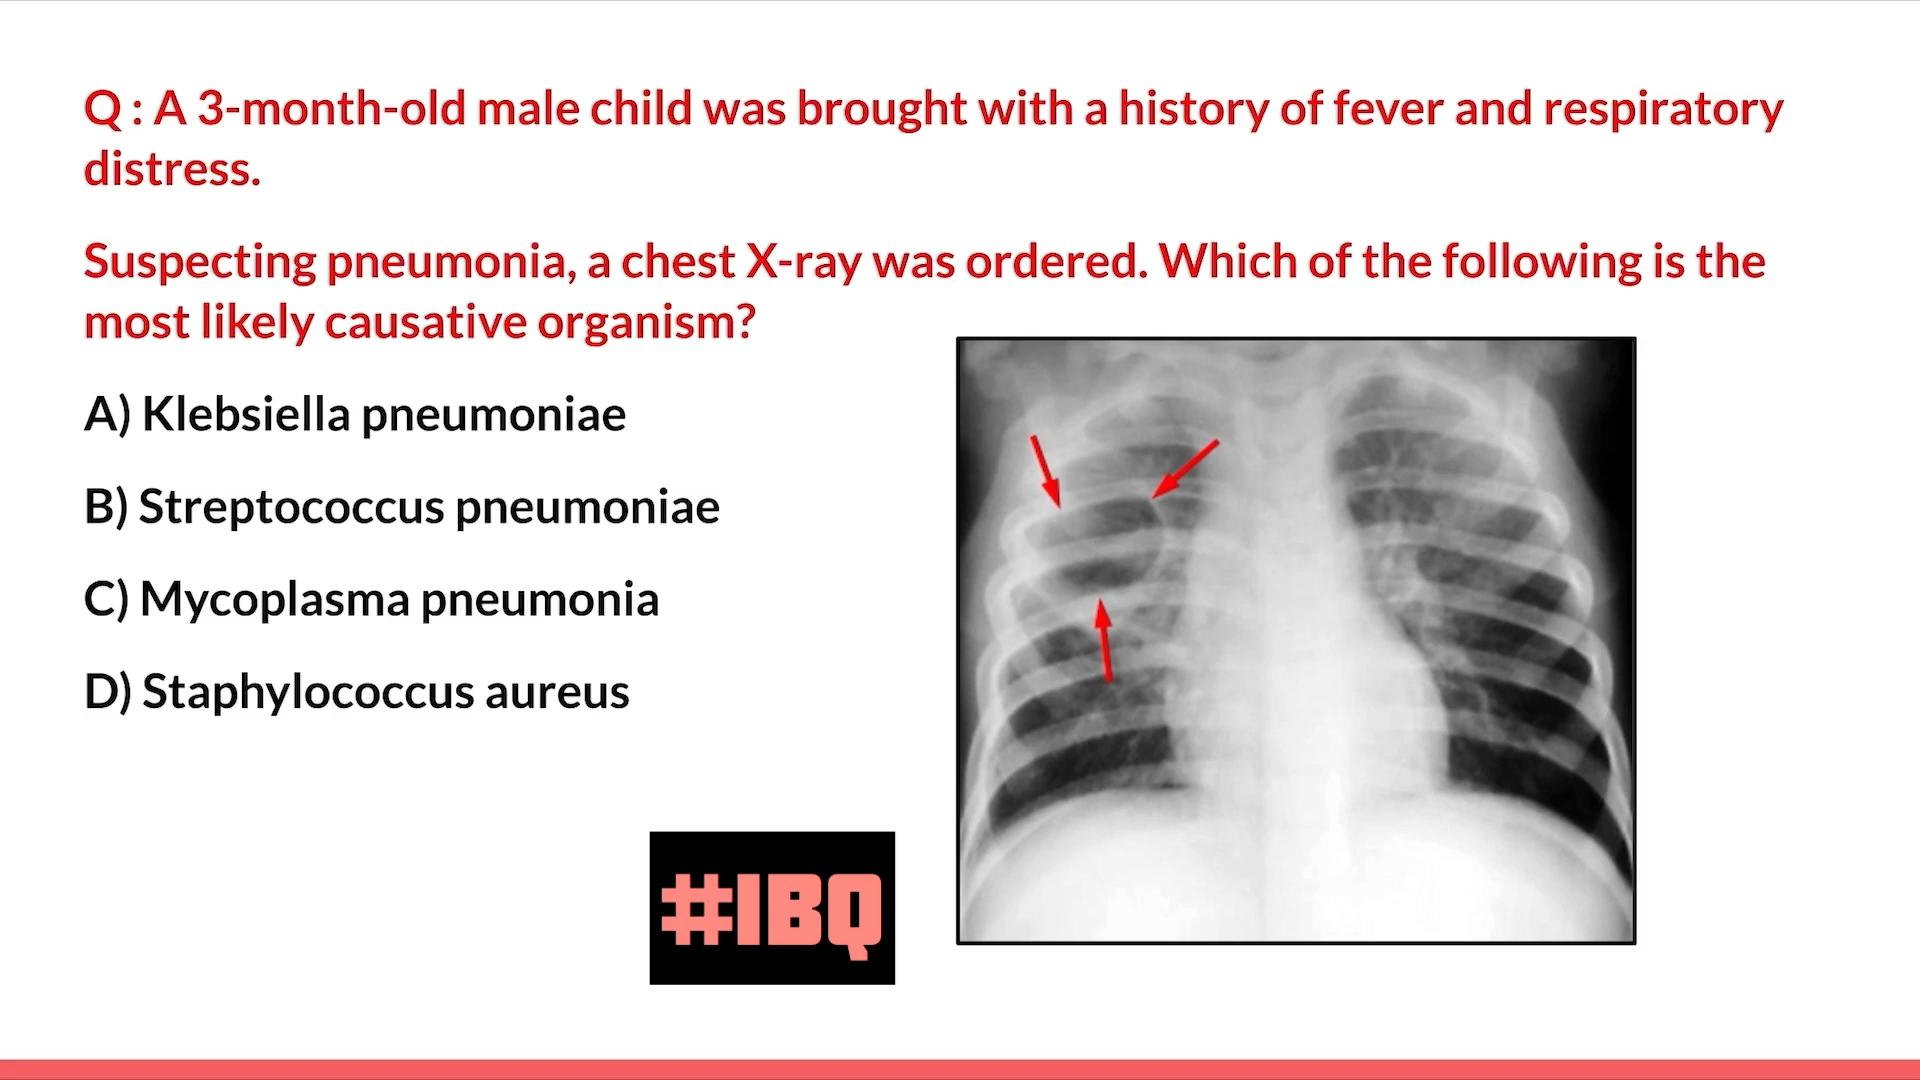 Q : A 3-month-old male child was brought with a history of fever and respiratory
distress.
Suspecting pneumonia, a chest X-ray was ordered. Which of the following is the
most likely causative organism?
A) Klebsiella pneumoniae
B) Streptococcus pneumoniae
C) Mycoplasma pneumonia
D) Staphylococcus aureus
#IBQ